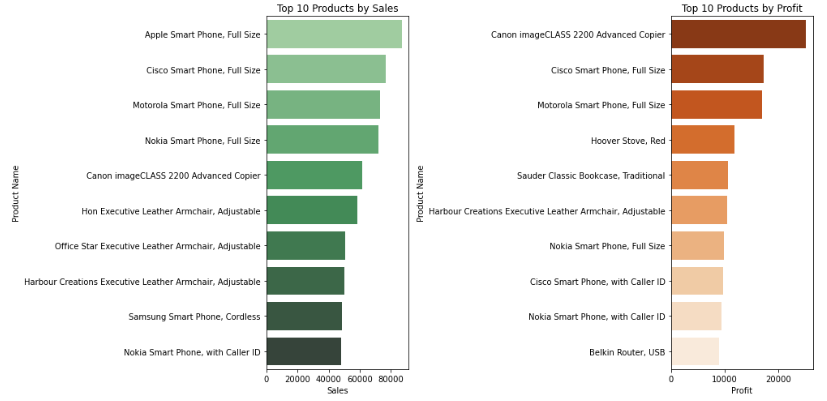 Top 10 Products by Sales
Product Name
Apple Smart Phone, Full Size
Cisco Smart Phone, Full Size
Motorola Smart Phone, Full Size
Nokia Smart Phone, Full Size
Canon imageCLASS 2200 Advanced Copier
Hon Executive Leather Armchair, Adjustable
Office Star Executive Leather Armchair, Adjustable
Harbour Creations Executive Leather Armchair, Adjustable
Samsung Smart Phone, Cordless
Nokia Smart Phone, with Caller ID
0 20000 40000 60000 80000
Sales
Top 10 Products by Profit
Product Name
Canon imageCLASS 2200 Advanced Copier
Cisco Smart Phone, Full Size
Motorola Smart Phone, Full Size
Hoover Stove, Red
Sauder Classic Bookcase, Traditional
Harbour Creations Executive Leather Armchair, Adjustable
Nokia Smart Phone, Full Size
Cisco Smart Phone, with Caller ID
Nokia Smart Phone, with Caller ID
Belkin Router, USB
0 10000 20000
Profit